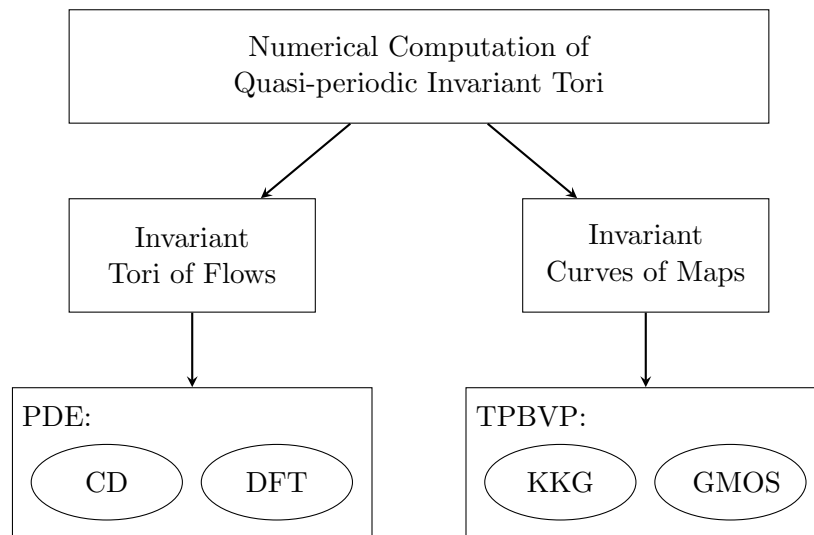 Numerical Computation of
Quasi-periodic Invariant Tori
Invariant
Tori of Flows
Invariant
Curves of Maps
PDE:
CD
DFT
TPBVP:
KKG
GMOS